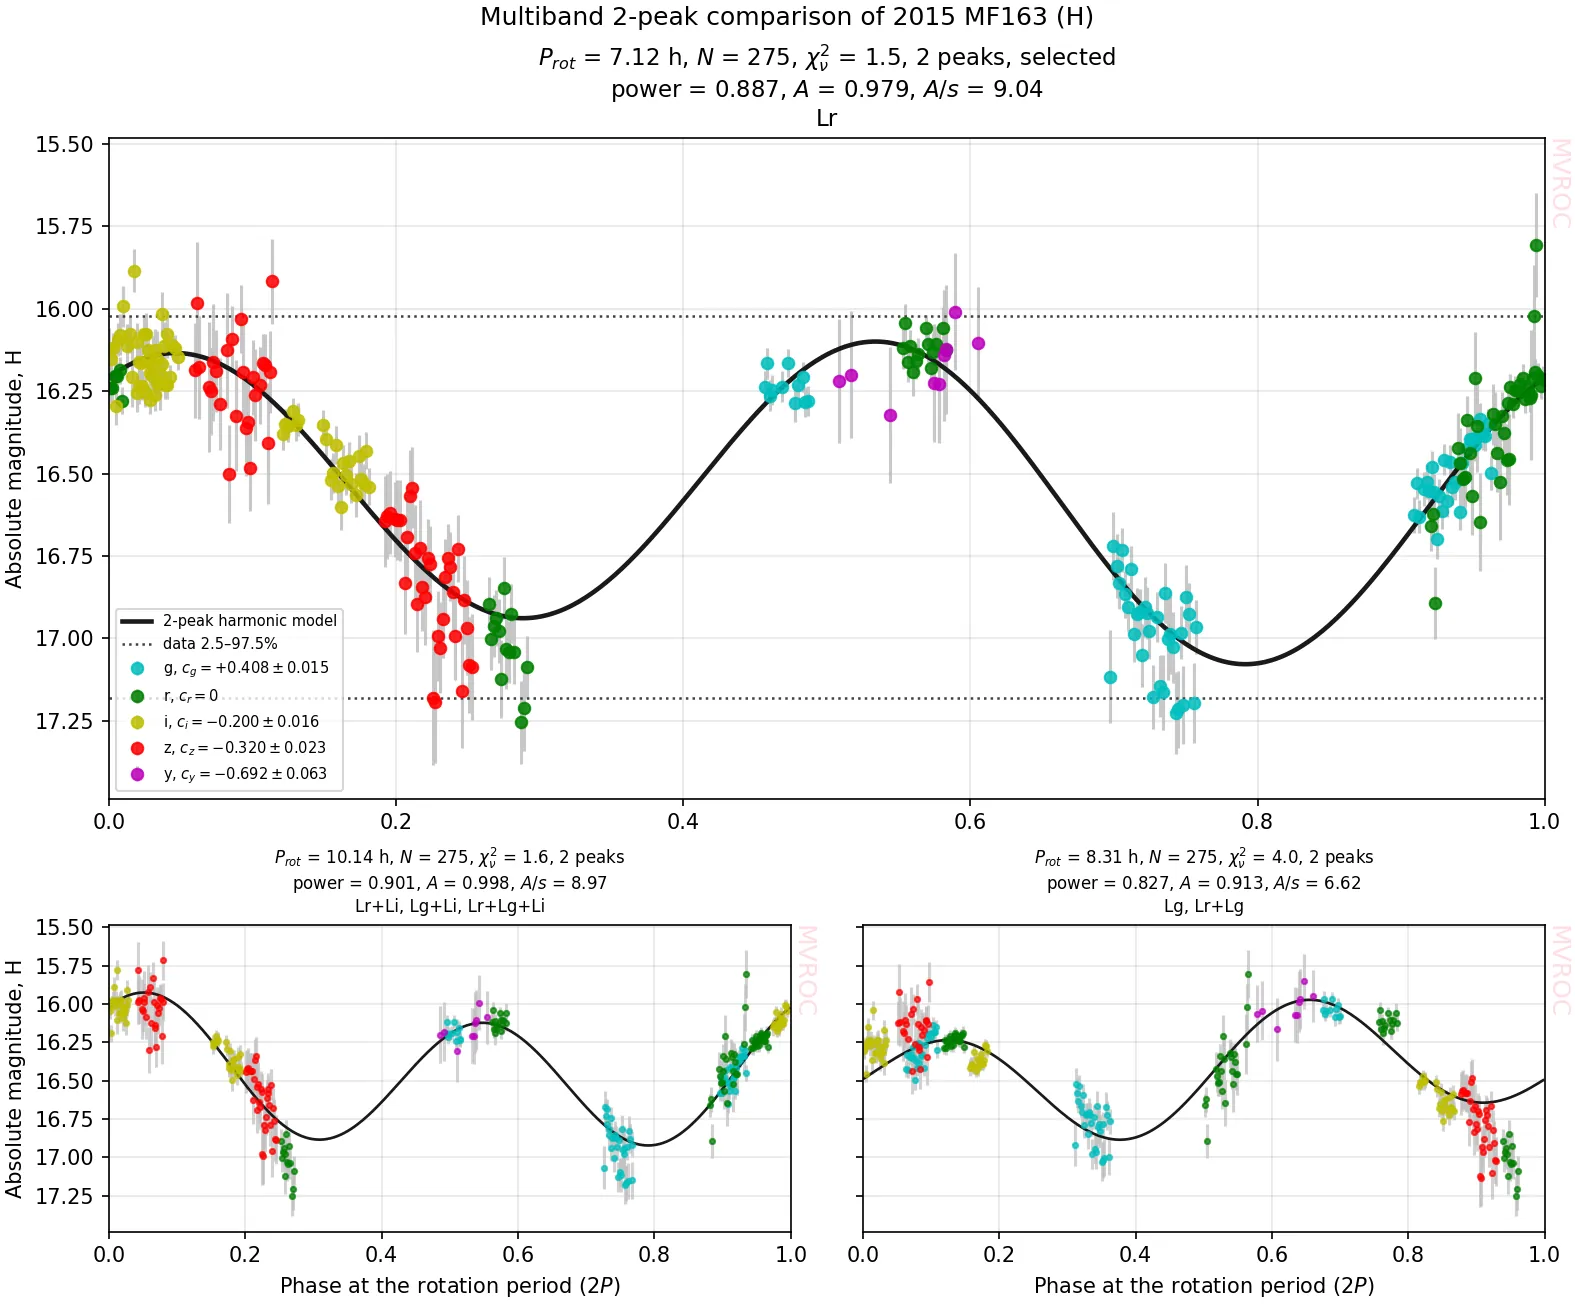 Multiband 2-peak comparison of 2015 MF163 (H)
P_rot = 7.12 h, N = 275, χ²_ν = 1.5, 2 peaks, selected
power = 0.887, A = 0.979, A/s = 9.04
Lr
15.50
15.75
16.00
16.25
16.50
16.75
17.00
17.25
Absolute magnitude, H
2-peak harmonic model
data 2.5–97.5%
g, c_g = +0.408 ± 0.015
r, c_r = 0
i, c_i = −0.200 ± 0.016
z, c_z = −0.320 ± 0.023
y, c_y = −0.692 ± 0.063
0.0 0.2 0.4 0.6 0.8 1.0
MVROC
P_rot = 10.14 h, N = 275, χ²_ν = 1.6, 2 peaks
power = 0.901, A = 0.998, A/s = 8.97
Lr+Li, Lg+Li, Lr+Lg+Li
15.50
15.75
16.00
16.25
16.50
16.75
17.00
17.25
Absolute magnitude, H
0.0 0.2 0.4 0.6 0.8 1.0
Phase at the rotation period (2P)
MVROC
P_rot = 8.31 h, N = 275, χ²_ν = 4.0, 2 peaks
power = 0.827, A = 0.913, A/s = 6.62
Lg, Lr+Lg
0.0 0.2 0.4 0.6 0.8 1.0
Phase at the rotation period (2P)
MVROC